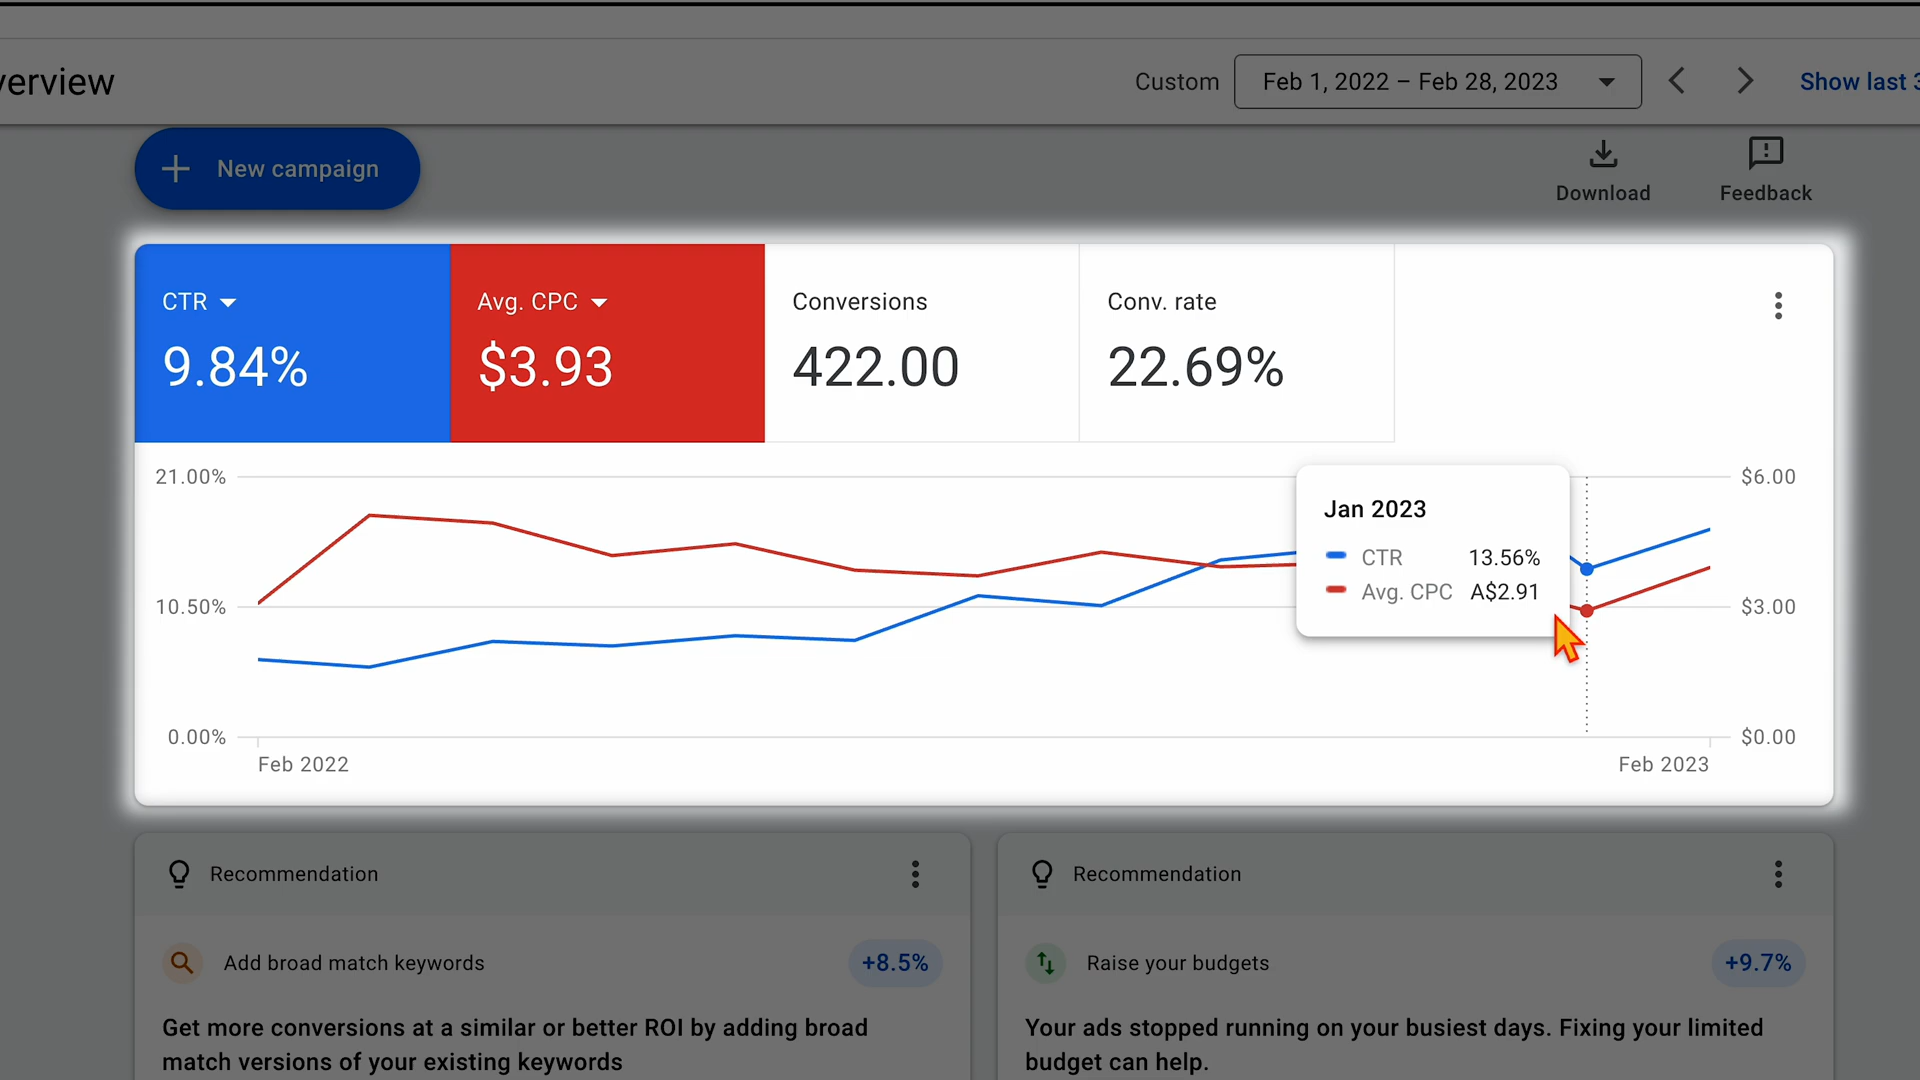 verview
Custom
Feb 1, 2022 – Feb 28, 2023
Show last 3
New campaign
Download
Feedback
CTR
9.84%
Avg. CPC
$3.93
Conversions
422.00
Conv. rate
22.69%
21.00%
$6.00
Jan 2023
CTR 13.56%
Avg. CPC A$2.91
10.50%
$3.00
0.00%
$0.00
Feb 2022
Feb 2023
Recommendation
Add broad match keywords
+8.5%
Get more conversions at a similar or better ROI by adding broad
match versions of your existing keywords
Recommendation
Raise your budgets
+9.7%
Your ads stopped running on your busiest days. Fixing your limited
budget can help.